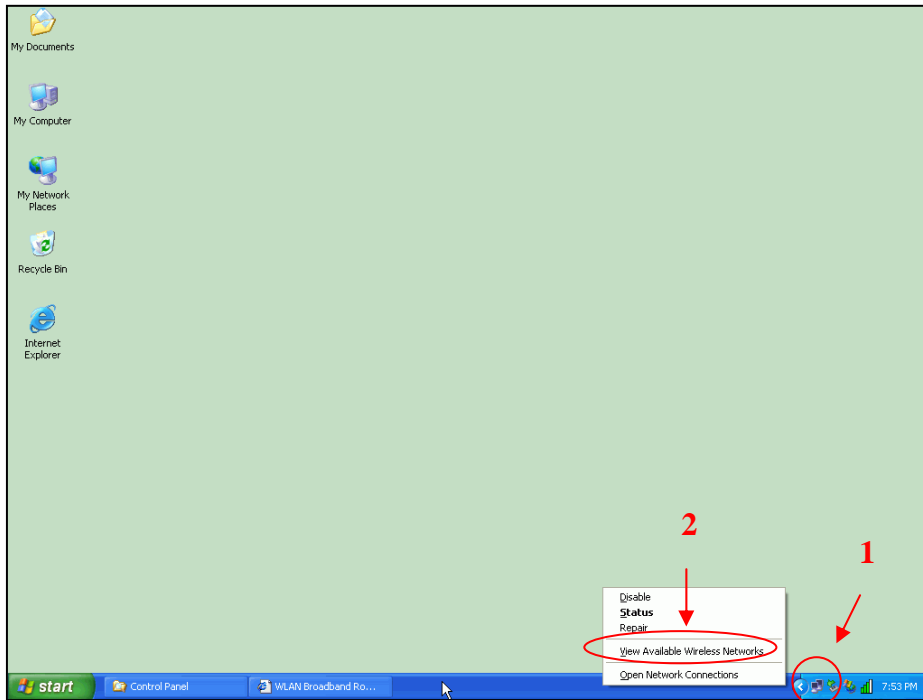 My Documents
My Computer
My Network
Places
Recycle Bin
Internet
Explorer
2
1
Disable
Status
Repair
View Available Wireless Networks
Open Network Connections
start
Control Panel
WLAN Broadband Ro...
7:53 PM